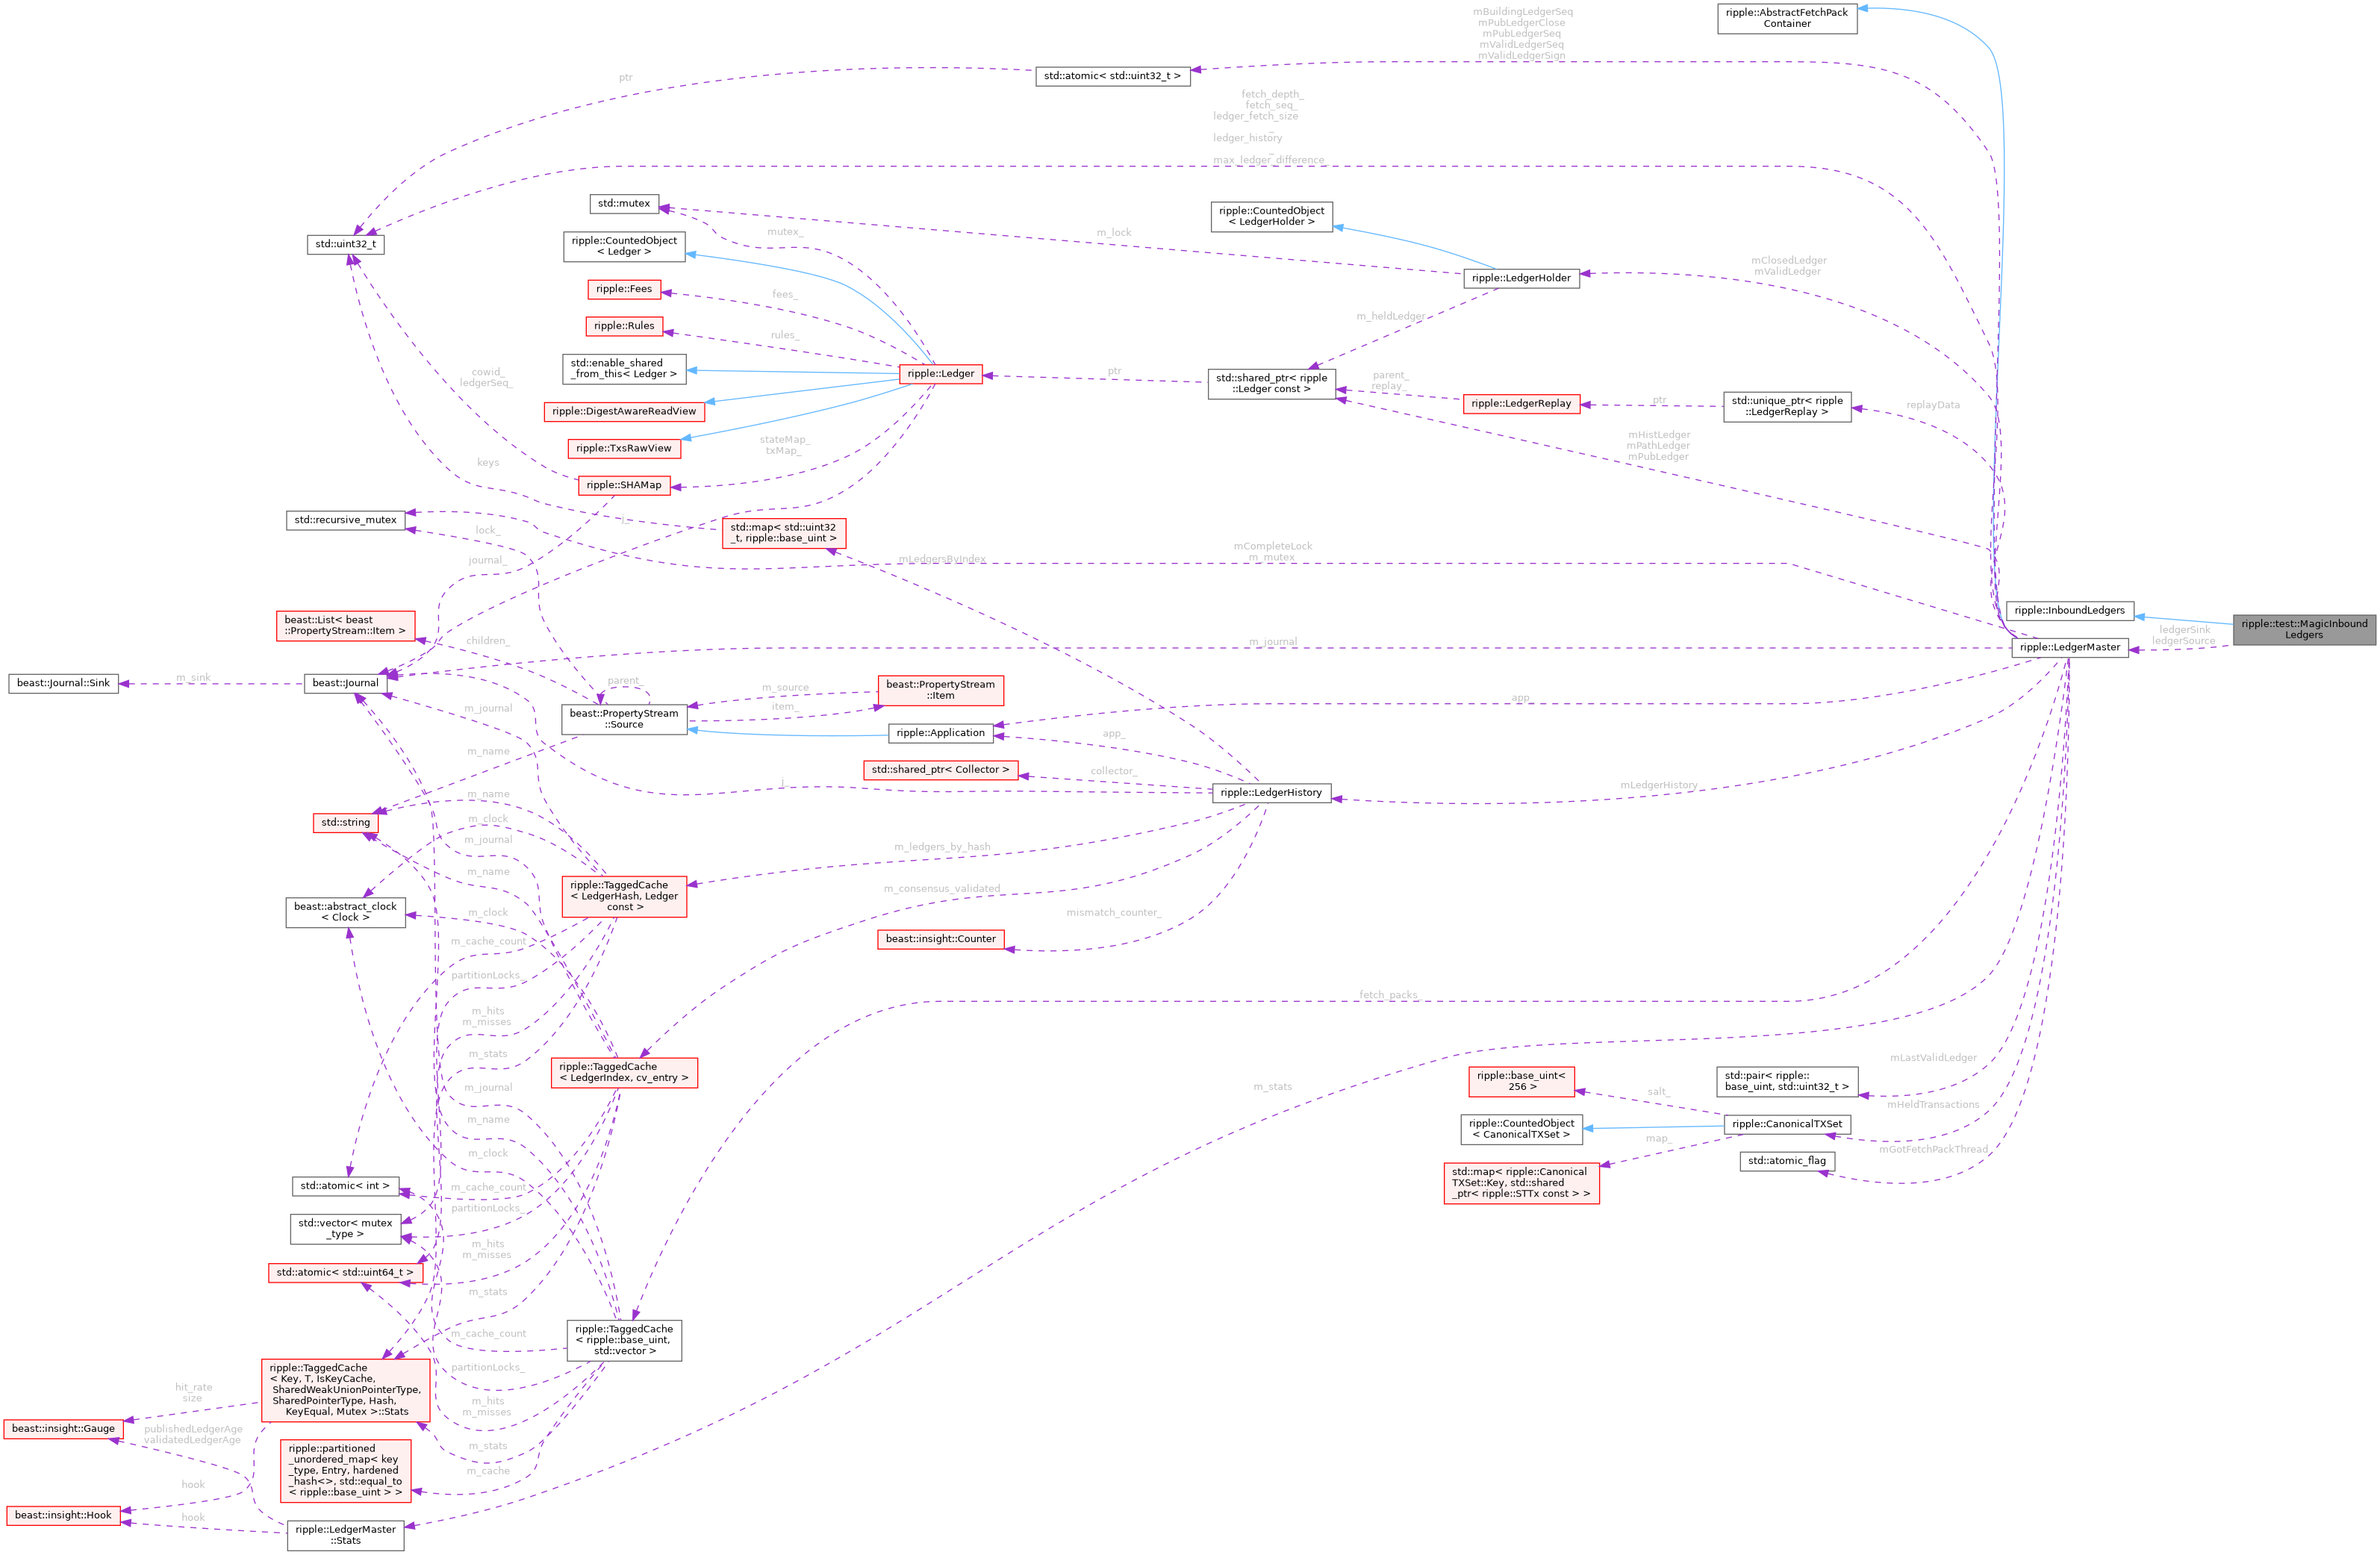 mBuildingLedgerSeq
mPubLedgerClose
mPubLedgerSeq
mValidLedgerSeq
mValidLedgerSign
ripple::AbstractFetchPack
Container
ptr
std::atomic< std::uint32_t >
fetch_depth_
fetch_seq_
ledger_fetch_size
_
ledger_history
_
max_ledger_difference_
std::mutex
ripple::CountedObject
< LedgerHolder >
mutex_
m_lock
std::uint32_t
ripple::CountedObject
< Ledger >
mClosedLedger
mValidLedger
ripple::LedgerHolder
ripple::Fees
fees_
ripple::Rules
rules_
m_heldLedger
std::enable_shared
_from_this< Ledger >
ripple::Ledger
ptr
std::shared_ptr< ripple
::Ledger const >
parent_
replay_
cowid_
ledgerSeq_
ripple::DigestAwareReadView
ripple::LedgerReplay
ptr
std::unique_ptr< ripple
::LedgerReplay >
replayData
ripple::TxsRawView
stateMap_
txMap_
mHistLedger
mPathLedger
mPubLedger
keys
ripple::SHAMap
std::recursive_mutex
lock_
j_
std::map< std::uint32
_t, ripple::base_uint >
journal_
mLedgersByIndex
mCompleteLock
m_mutex
beast::List< beast
::PropertyStream::Item >
children_
ripple::InboundLedgers
ripple::test::MagicInbound
Ledgers
m_journal
ripple::LedgerMaster
ledgerSink
ledgerSource
beast::Journal::Sink
m_sink
beast::Journal
parent_
m_source
item_
beast::PropertyStream
::Item
app_
m_journal
beast::PropertyStream
::Source
ripple::Application
app_
m_name
std::shared_ptr< Collector >
collector_
j_
ripple::LedgerHistory
mLedgerHistory
m_name
std::string
m_clock
m_journal
m_ledgers_by_hash
m_name
ripple::TaggedCache
< LedgerHash, Ledger
const >
m_consensus_validated
beast::abstract_clock
< Clock >
m_clock
mismatch_counter_
m_cache_count
beast::insight::Counter
partitionLocks_
fetch_packs_
m_hits
m_misses
m_stats
ripple::TaggedCache
< LedgerIndex, cv_entry >
mLastValidLedger
m_journal
m_stats
ripple::base_uint<
256 >
salt_
std::pair< ripple::
base_uint, std::uint32_t >
mHeldTransactions
m_name
ripple::CountedObject
< CanonicalTXSet >
ripple::CanonicalTXSet
m_clock
map_
mGotFetchPackThread
std::atomic_flag
std::atomic< int >
m_cache_count
std::map< ripple::Canonical
TXSet::Key, std::shared
_ptr< ripple::STTx const > >
partitionLocks_
std::vector< mutex
_type >
m_hits
m_misses
std::atomic< std::uint64_t >
m_stats
m_cache_count
ripple::TaggedCache
< ripple::base_uint,
std::vector >
partitionLocks_
ripple::TaggedCache
< Key, T, IsKeyCache,
SharedWeakUnionPointerType,
SharedPointerType, Hash,
KeyEqual, Mutex >::Stats
hit_rate
size
m_hits
m_misses
beast::insight::Gauge
publishedLedgerAge
validatedLedgerAge
m_stats
m_cache
ripple::partitioned
_unordered_map< key
_type, Entry, hardened
_hash<>, std::equal_to
< ripple::base_uint > >
hook
beast::insight::Hook
hook
ripple::LedgerMaster
::Stats